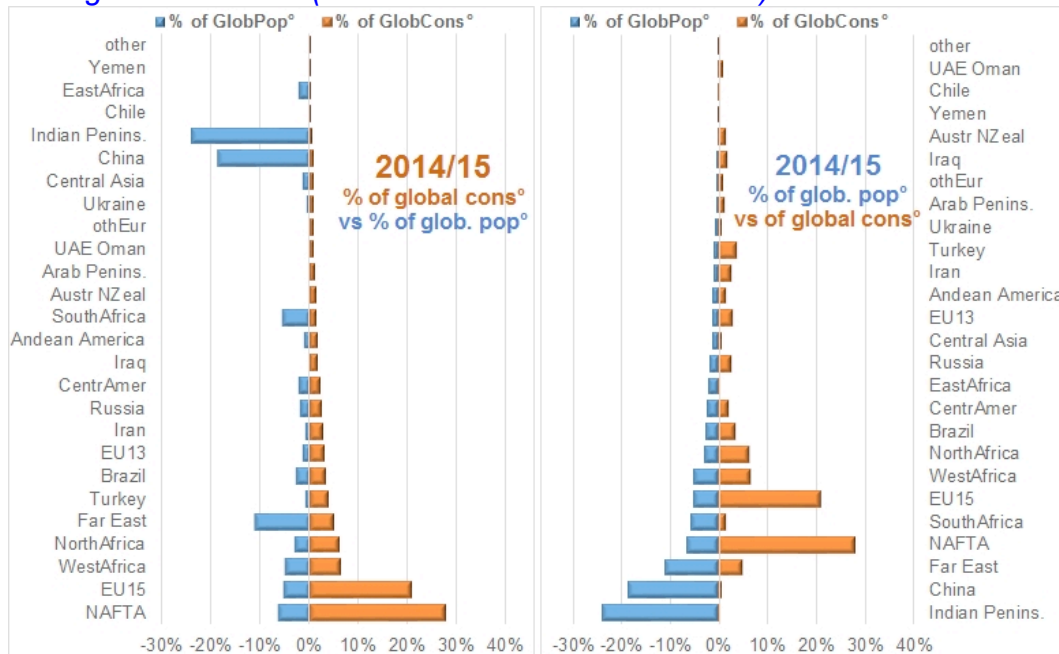 % of GlobPop° % of GlobCons°
other
Yemen
EastAfrica
Chile
Indian Penins.
China
Central Asia
Ukraine
othEur
UAE Oman
Arab Penins.
Austr NZeal
SouthAfrica
Andean America
Iraq
CentrAmer
Russia
Iran
EU13
Brazil
Turkey
Far East
NorthAfrica
WestAfrica
EU15
NAFTA
2014/15
% of global cons°
vs % of glob. pop°
-30% -20% -10% 0% 10% 20% 30% 40%
% of GlobPop° % of GlobCons°
other
UAE Oman
Chile
Yemen
Austr NZeal
Iraq
othEur
Arab Penins.
Ukraine
Turkey
Iran
Andean America
EU13
Central Asia
Russia
EastAfrica
CentrAmer
Brazil
NorthAfrica
WestAfrica
EU15
SouthAfrica
NAFTA
Far East
China
Indian Penins.
2014/15
% of glob. pop°
vs of global cons°
-30% -20% -10% 0% 10% 20% 30% 40%